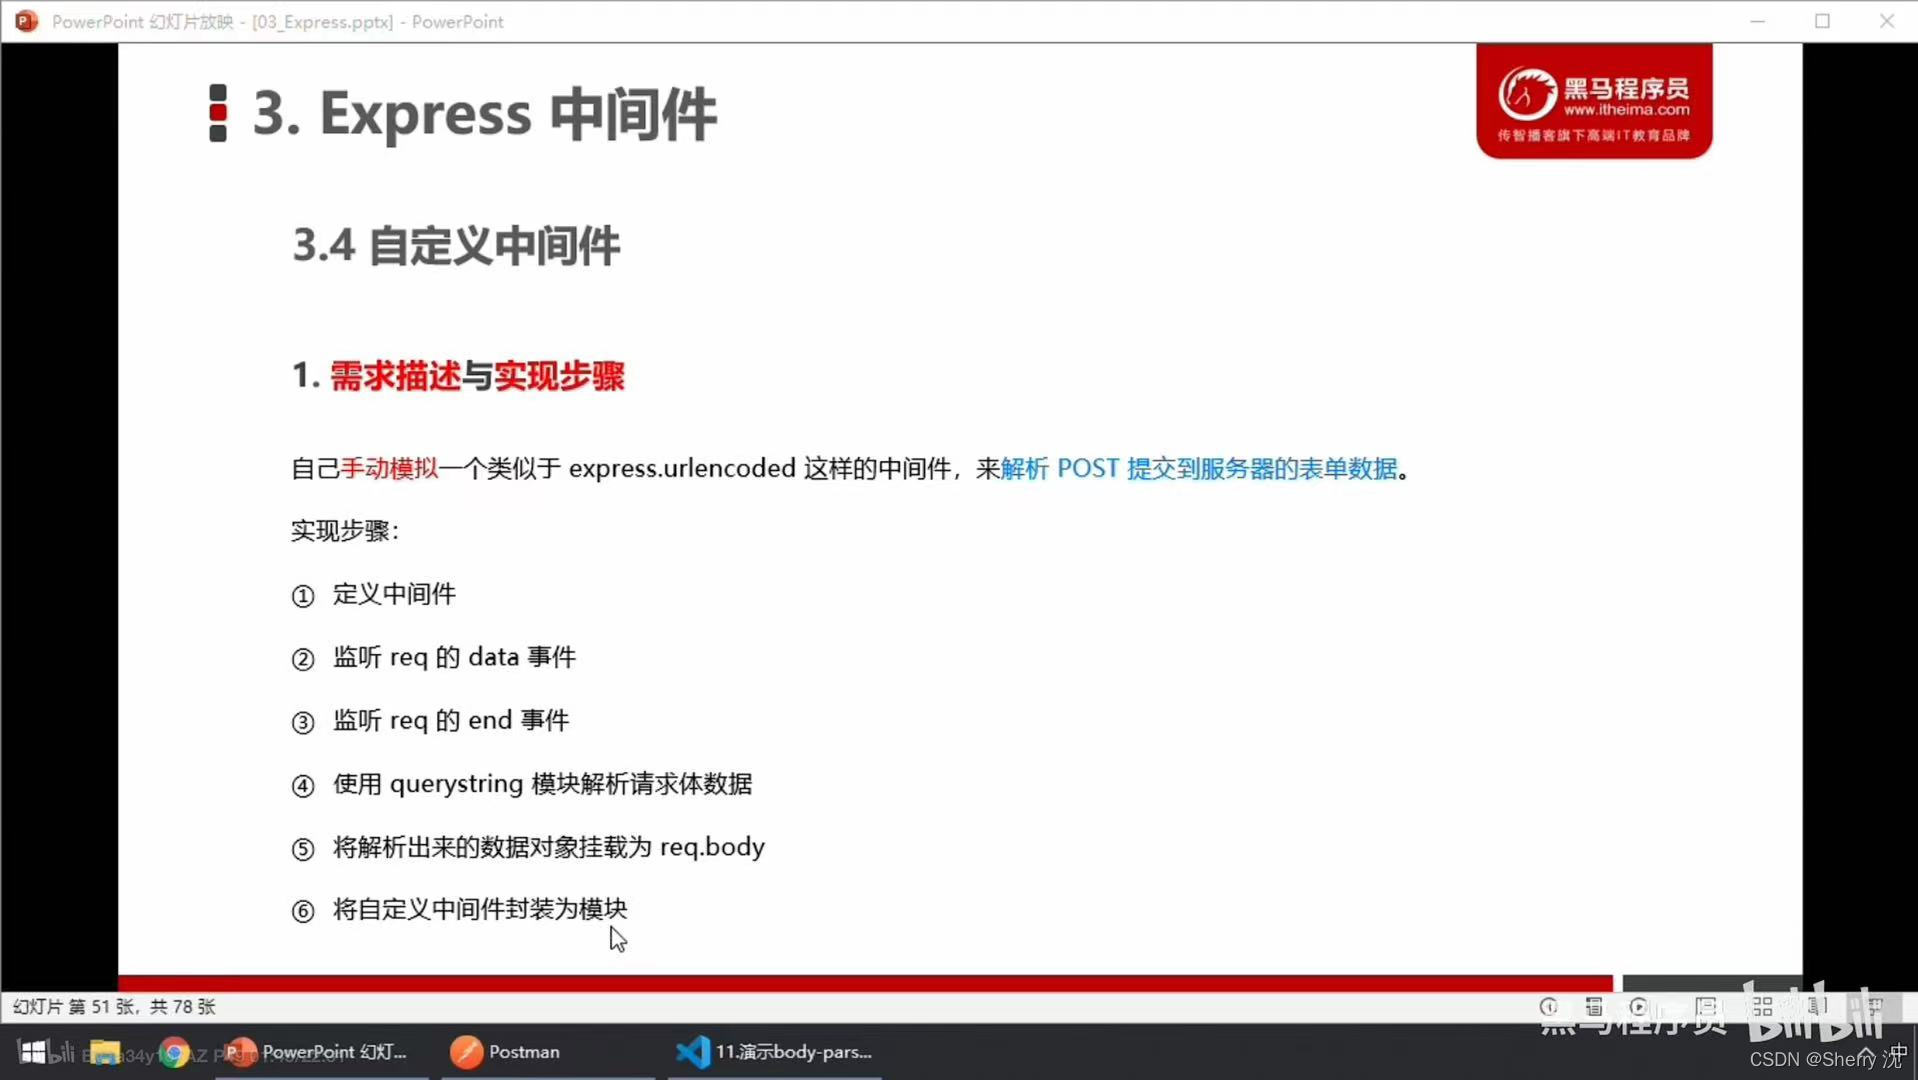 PowerPoint 幻灯片放映 - [03_Express.pptx] - PowerPoint
黑马程序员
www.itheima.com
传智播客旗下高端IT教育品牌
3. Express 中间件
3.4 自定义中间件
1. 需求描述与实现步骤
自己手动模拟一个类似于 express.urlencoded 这样的中间件，来解析 POST 提交到服务器的表单数据。
实现步骤：
① 定义中间件
② 监听 req 的 data 事件
③ 监听 req 的 end 事件
④ 使用 querystring 模块解析请求体数据
⑤ 将解析出来的数据对象挂载为 req.body
⑥ 将自定义中间件封装为模块
幻灯片 第 51 张，共 78 张
黑马程序员 bilibili
PowerPoint 幻灯... Postman 11.演示body-pars... 中
CSDN @Sherry 沈